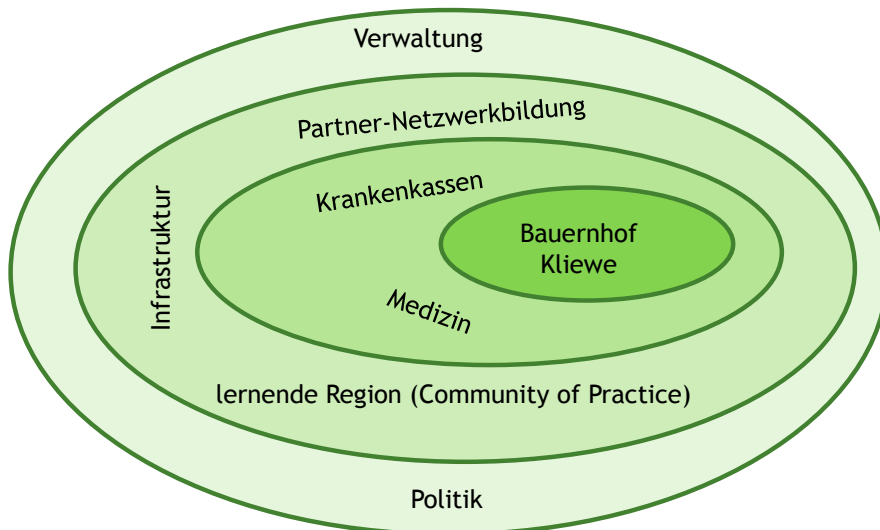 Verwaltung
Partner-Netzwerkbildung
Krankenkassen
Infrastruktur
Bauernhof
Kliewe
Medizin
lernende Region (Community of Practice)
Politik